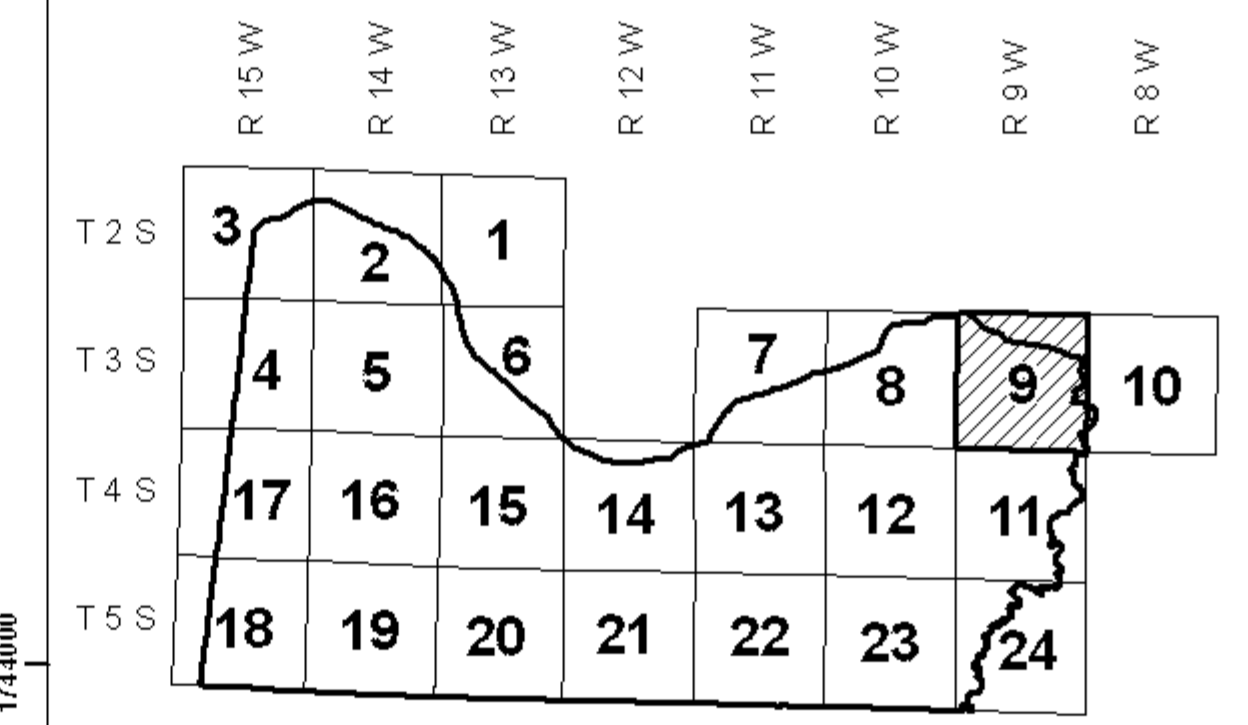 R 15 W R 14 W R 13 W R 12 W R 11 W R 10 W R 9 W R 8 W
T 2 S 3 2 1
T 3 S 4 5 6 7 8 9 10
T 4 S 17 16 15 14 13 12 11
T 5 S 18 19 20 21 22 23 24
1744000